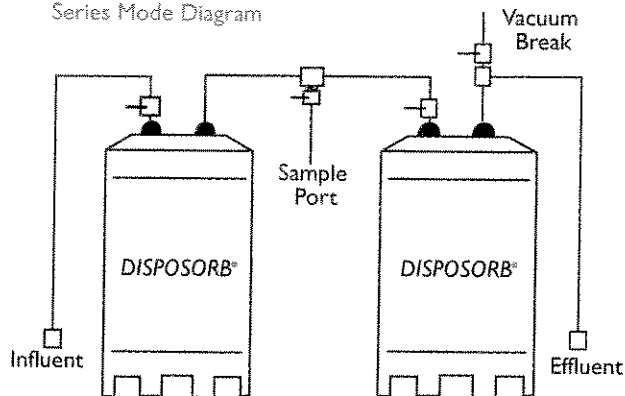 Series Mode Diagram
Vacuum
Break
Sample
Port
DISPOSORB®
DISPOSORB®
Influent
Effluent